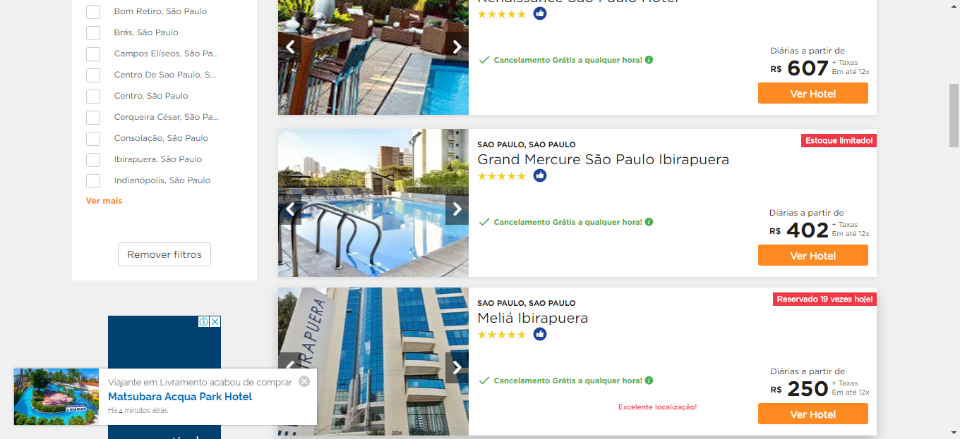 Bom Retiro, São Paulo
Brás, São Paulo
Campos Elíseos, São Pa...
Centro De Sao Paulo, S...
Centro, São Paulo
Cerqueira César, São Pa...
Consolação, São Paulo
Ibirapuera, São Paulo
Indianópolis, São Paulo
Ver mais
Remover filtros
Renaissance São Paulo Hotel
Cancelamento Grátis a qualquer hora!
Diárias a partir de
R$ 607 + Taxas
Em até 12x
Ver Hotel
Estoque limitado!
SAO PAULO, SAO PAULO
Grand Mercure São Paulo Ibirapuera
Cancelamento Grátis a qualquer hora!
Diárias a partir de
R$ 402 + Taxas
Em até 12x
Ver Hotel
Reservado 19 vezes hoje!
SAO PAULO, SAO PAULO
Meliá Ibirapuera
Cancelamento Grátis a qualquer hora!
Excelente localização!
Diárias a partir de
R$ 250 + Taxas
Em até 12x
Ver Hotel
IRAPUERA
Viajante em Livramento acabou de comprar
Matsubara Acqua Park Hotel
Há 4 minutos atrás